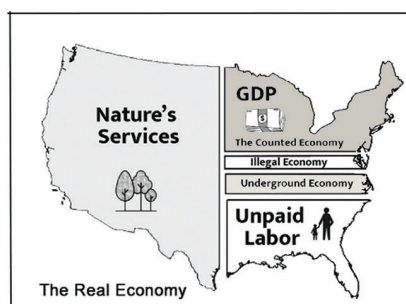 Nature's
Services
GDP
$
The Counted Economy
Illegal Economy
Underground Economy
Unpaid
Labor
The Real Economy